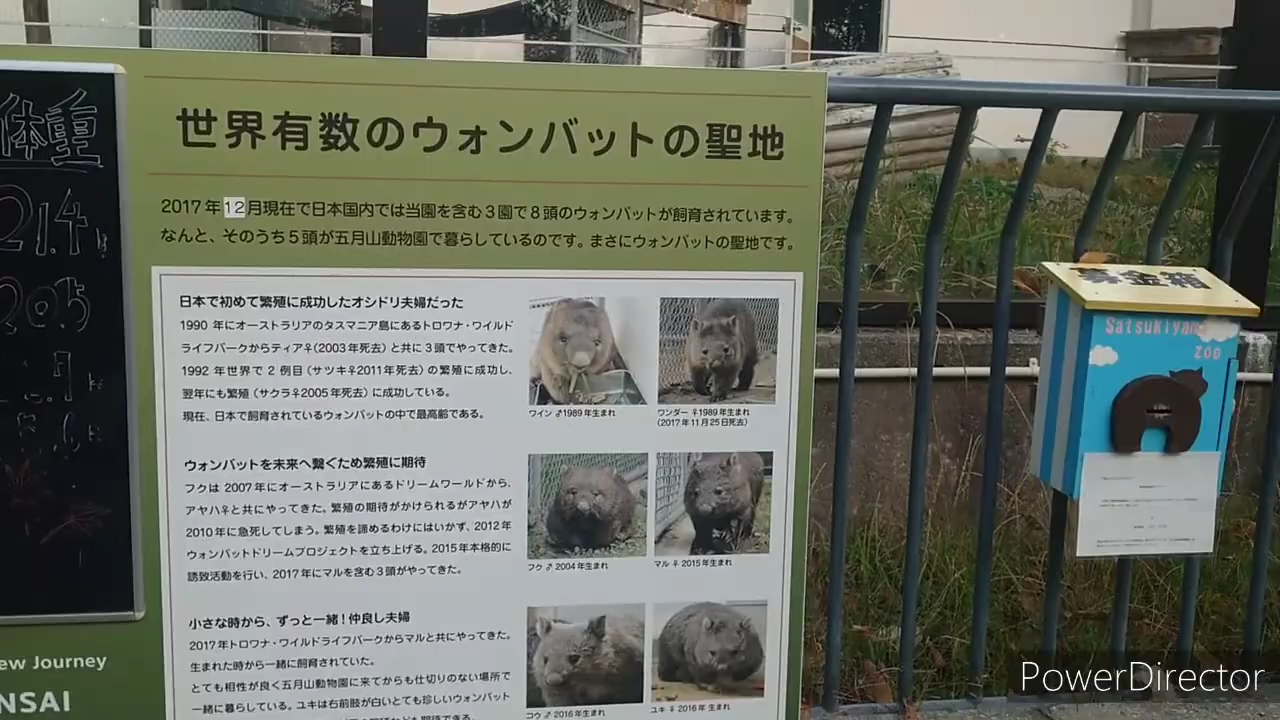 体重
21.4
20.5
世界有数のウォンバットの聖地
2017年12月現在で日本国内では当園を含む3園で8頭のウォンバットが飼育されています。
なんと、そのうち5頭が五月山動物園で暮らしているのです。まさにウォンバットの聖地です。
日本で初めて繁殖に成功したオシドリ夫婦だった
1990年にオーストラリアのタスマニア島にあるトロワナ・ワイルド
ライフパークからティア♀(2003年死去)と共に3頭でやってきた。
1992年世界で2例目(サツキ♀2011年死去)の繁殖に成功し、
翌年にも繁殖(サクラ♀2005年死去)に成功している。
現在、日本で飼育されているウォンバットの中で最高齢である。
ワイン♂1989年生まれ
ワンダー♀1989年生まれ
(2017年11月25日死去)
ウォンバットを未来へ繋ぐため繁殖に期待
フクは2007年にオーストラリアにあるドリームワールドから、
アヤハ♀と共にやってきた。繁殖の期待がかけられるがアヤハが
2010年に急死してしまう。繁殖を諦めるわけにはいかず、2012年
ウォンバットドリームプロジェクトを立ち上げる。2015年本格的に
誘致活動を行い、2017年にマルを含む3頭がやってきた。
フク♂2004年生まれ
マル♀2015年生まれ
小さな時から、ずっと一緒!仲良し夫婦
2017年トロワナ・ワイルドライフパークからマルと共にやってきた。
生まれた時から一緒に飼育されていた。
とても相性が良く五月山動物園に来てからも仕切りのない場所で
一緒に暮らしている。ユキは右前肢が白いとても珍しいウォンバット
コウ♂2016年生まれ
ユキ♀2016年生まれ
ew Journey
NSAI
募金箱
Satsukiyama
ZOO
PowerDirector